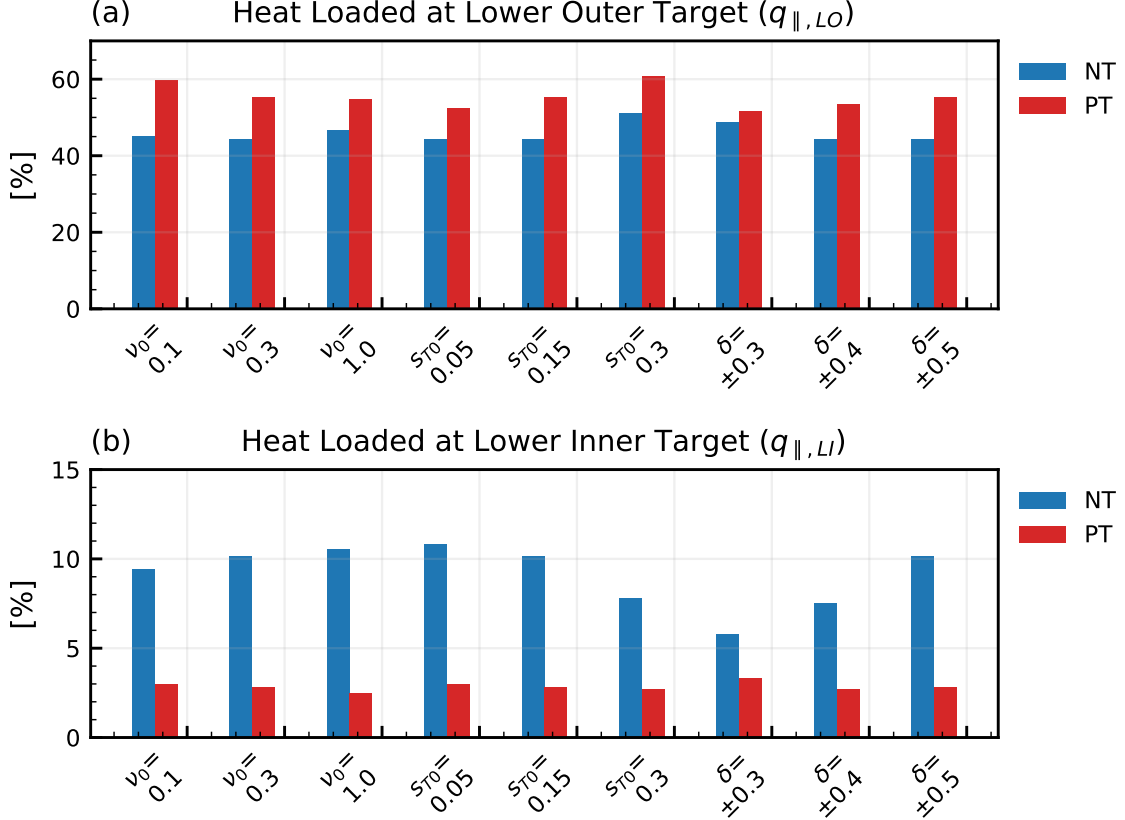 (a) Heat Loaded at Lower Outer Target (q∥,LO)
NT
PT
[%]
60
40
20
0
ν0=
0.1
ν0=
0.3
ν0=
1.0
sT0=
0.05
sT0=
0.15
sT0=
0.3
δ=
±0.3
δ=
±0.4
δ=
±0.5
(b) Heat Loaded at Lower Inner Target (q∥,LI)
NT
PT
[%]
15
10
5
0
ν0=
0.1
ν0=
0.3
ν0=
1.0
sT0=
0.05
sT0=
0.15
sT0=
0.3
δ=
±0.3
δ=
±0.4
δ=
±0.5